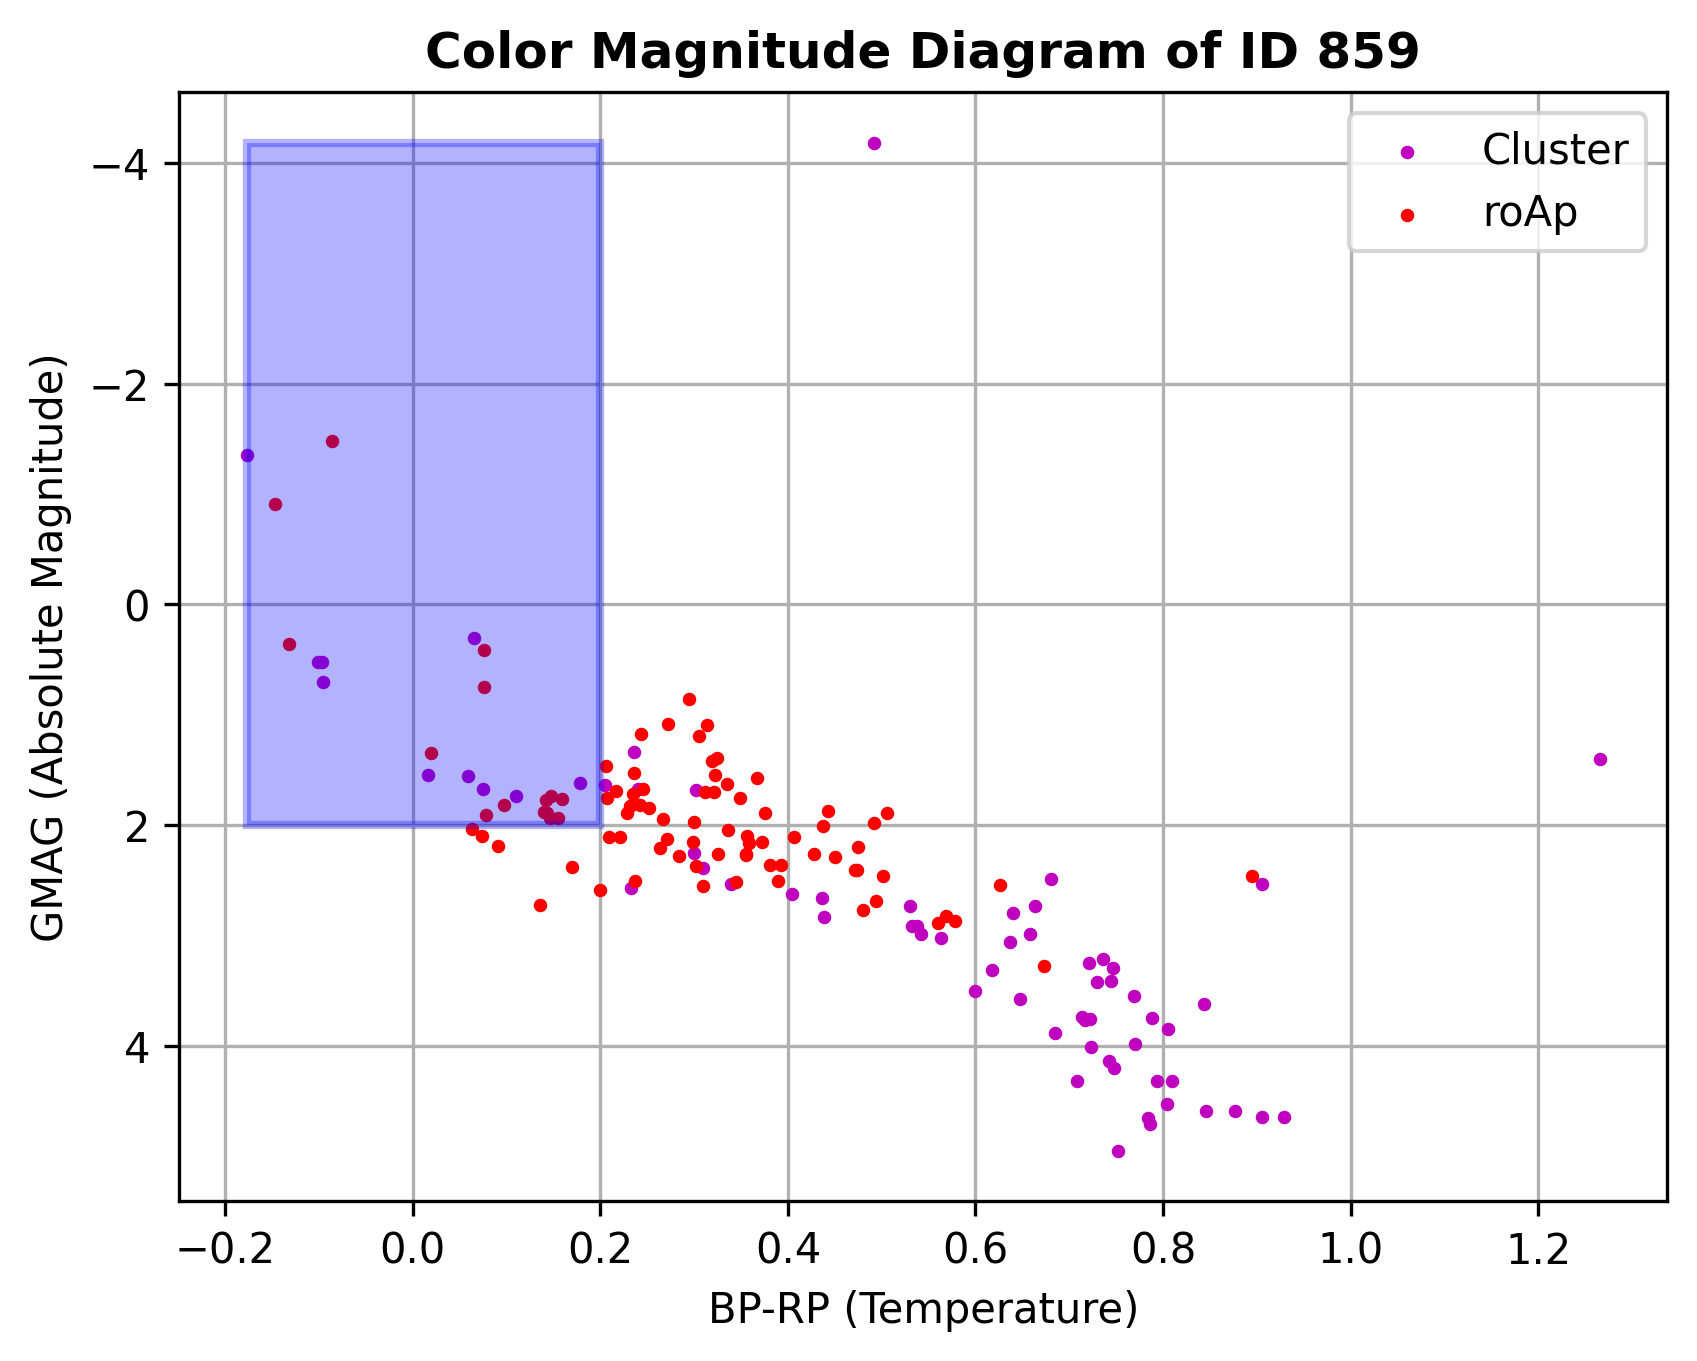 Color Magnitude Diagram of ID 859
Cluster
roAp
GMAG (Absolute Magnitude)
−4
−2
0
2
4
−0.2 0.0 0.2 0.4 0.6 0.8 1.0 1.2
BP-RP (Temperature)